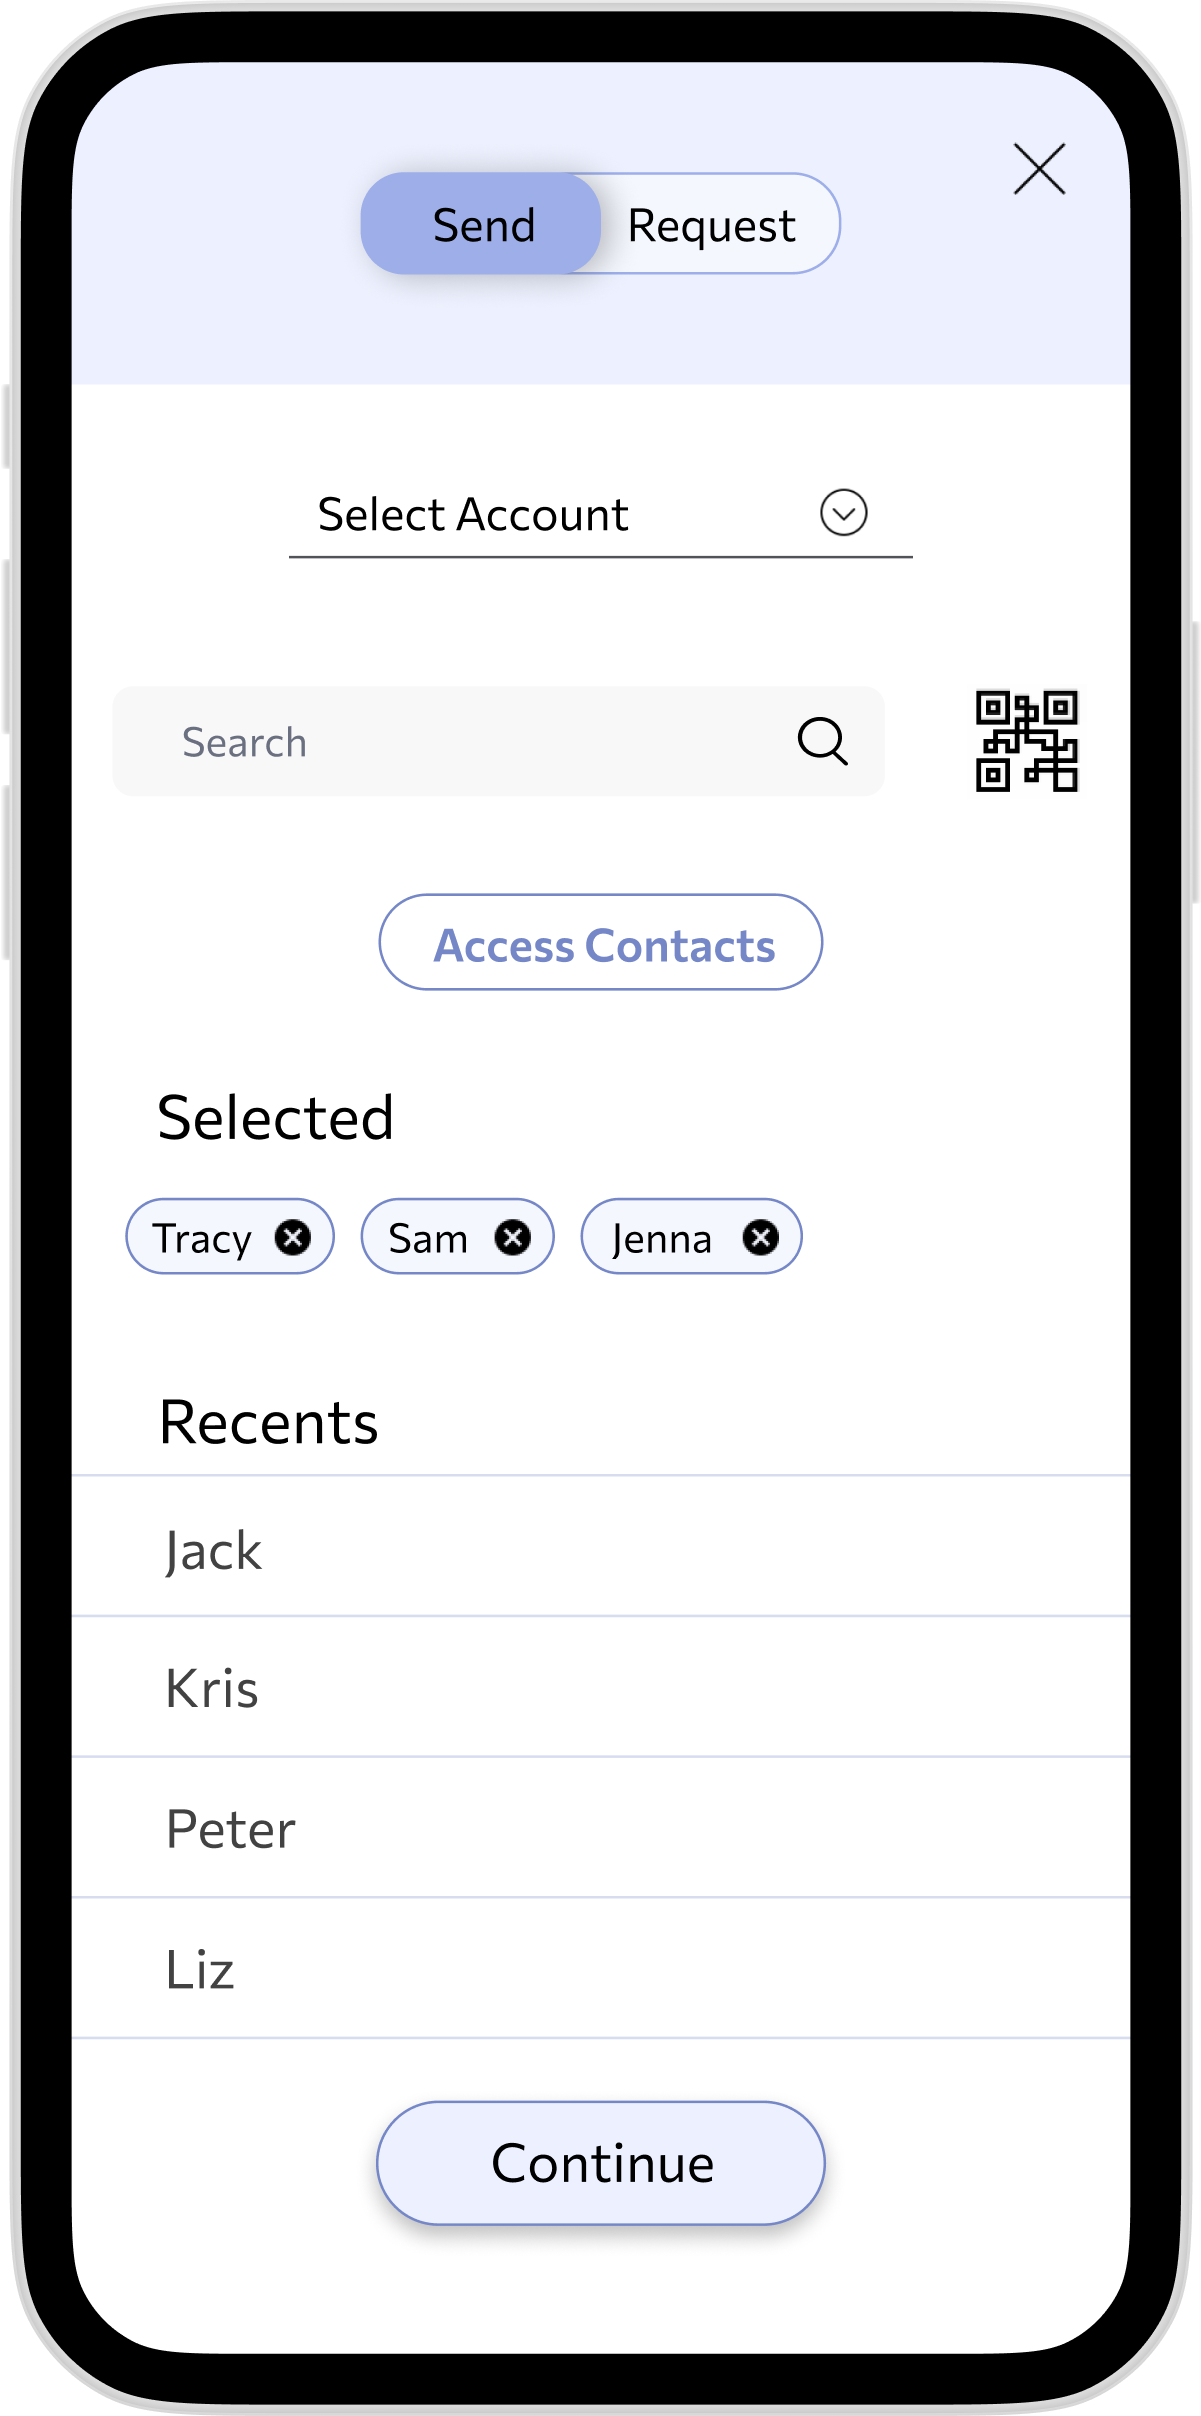 Send Request
Select Account
Search
Access Contacts
Selected
Tracy Sam Jenna
Recents
Jack
Kris
Peter
Liz
Continue